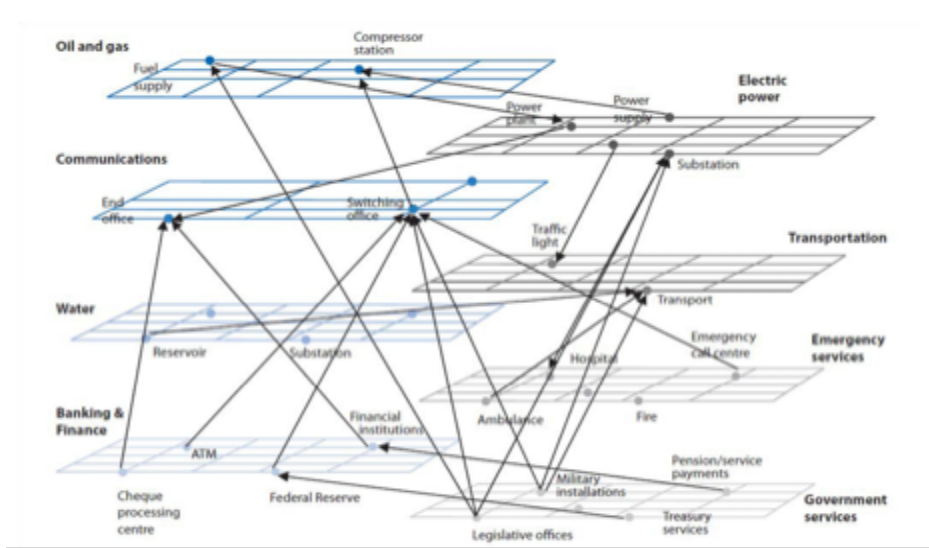 Oil and gas
Compressor
station
Fuel
supply
Electric
power
Power
plant
Power
supply
Substation
Communications
End
office
Switching
office
Traffic
light
Transportation
Transport
Water
Reservoir
Substation
Emergency
call centre
Emergency
services
Hospital
Ambulance
Fire
Banking &
Finance
Financial
institutions
ATM
Cheque
processing
centre
Federal Reserve
Pension/service
payments
Military
installations
Government
services
Treasury
services
Legislative offices